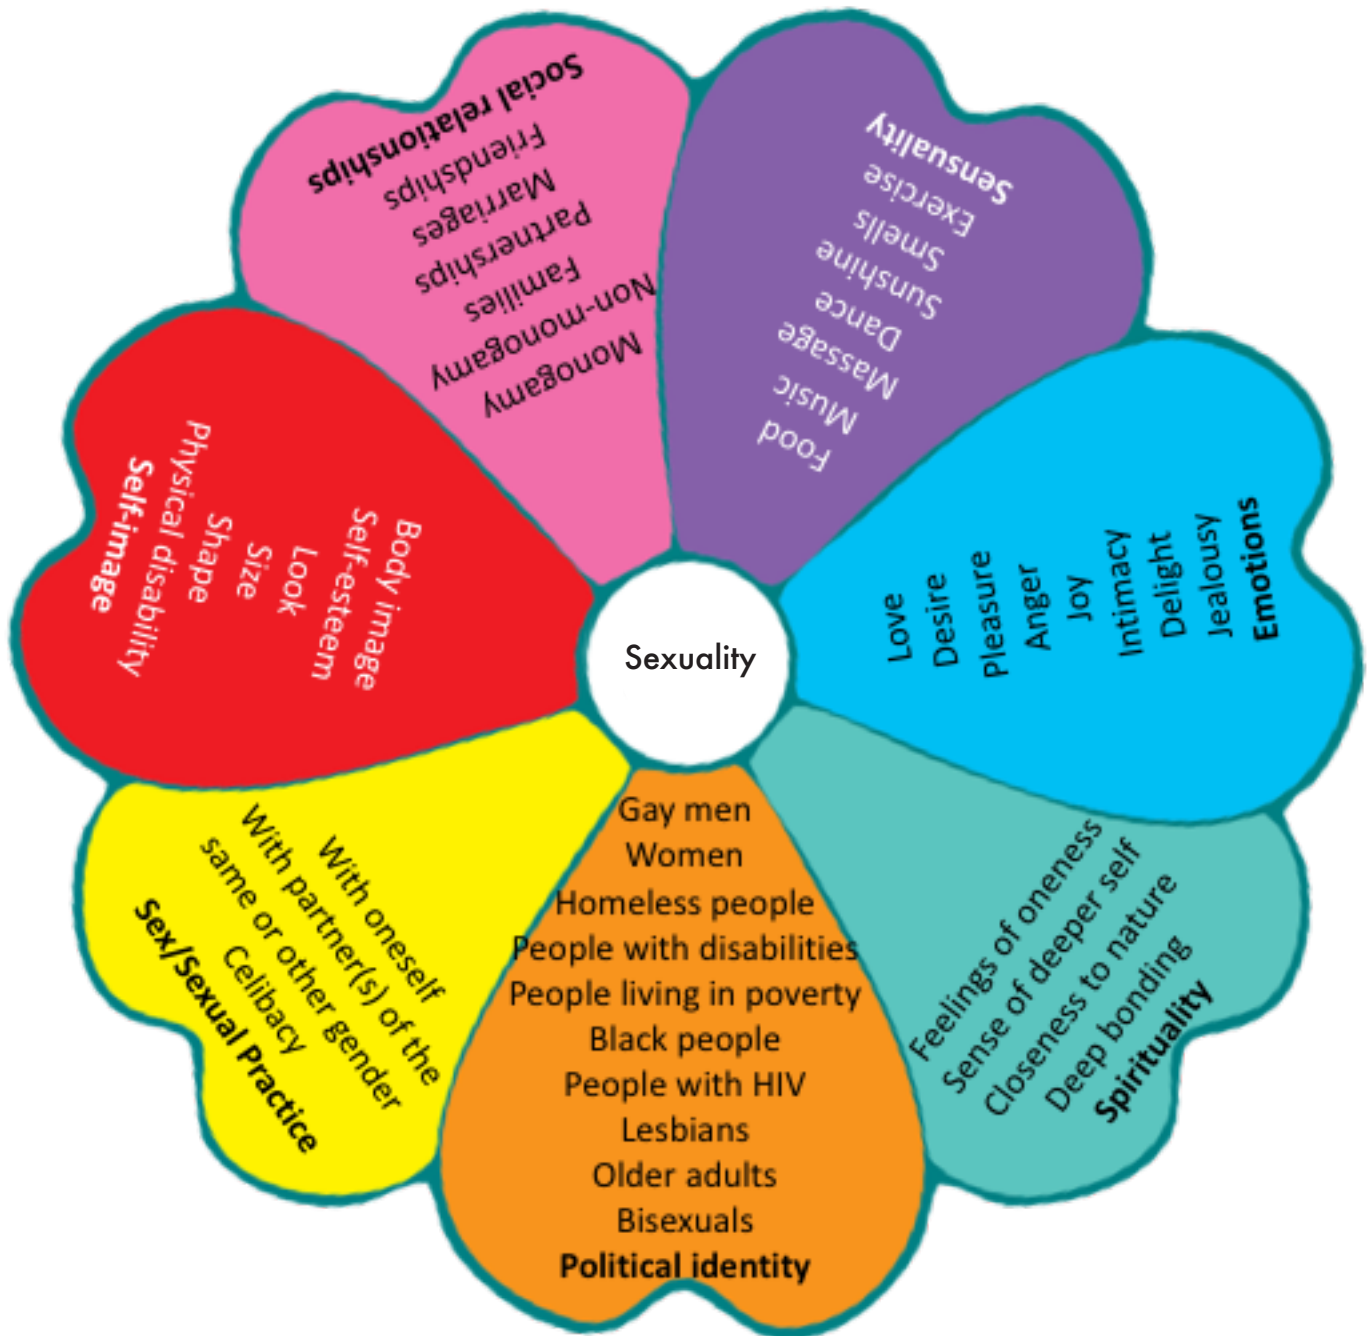 Sexuality
Social relationships
Friendships
Marriages
Partnerships
Families
Non-monogamy
Monogamy
Sensuality
Exercise
Smells
Sunshine
Dance
Massage
Music
Food
Love
Desire
Pleasure
Anger
Joy
Intimacy
Delight
Jealousy
Emotions
Feelings of oneness
Sense of deeper self
Closeness to nature
Deep bonding
Spirituality
Gay men
Women
Homeless people
People with disabilities
People living in poverty
Black people
People with HIV
Lesbians
Older adults
Bisexuals
Political identity
With oneself
With partner(s) of the
same or other gender
Celibacy
Sex/Sexual Practice
Body image
Self-esteem
Look
Size
Shape
Physical disability
Self-image